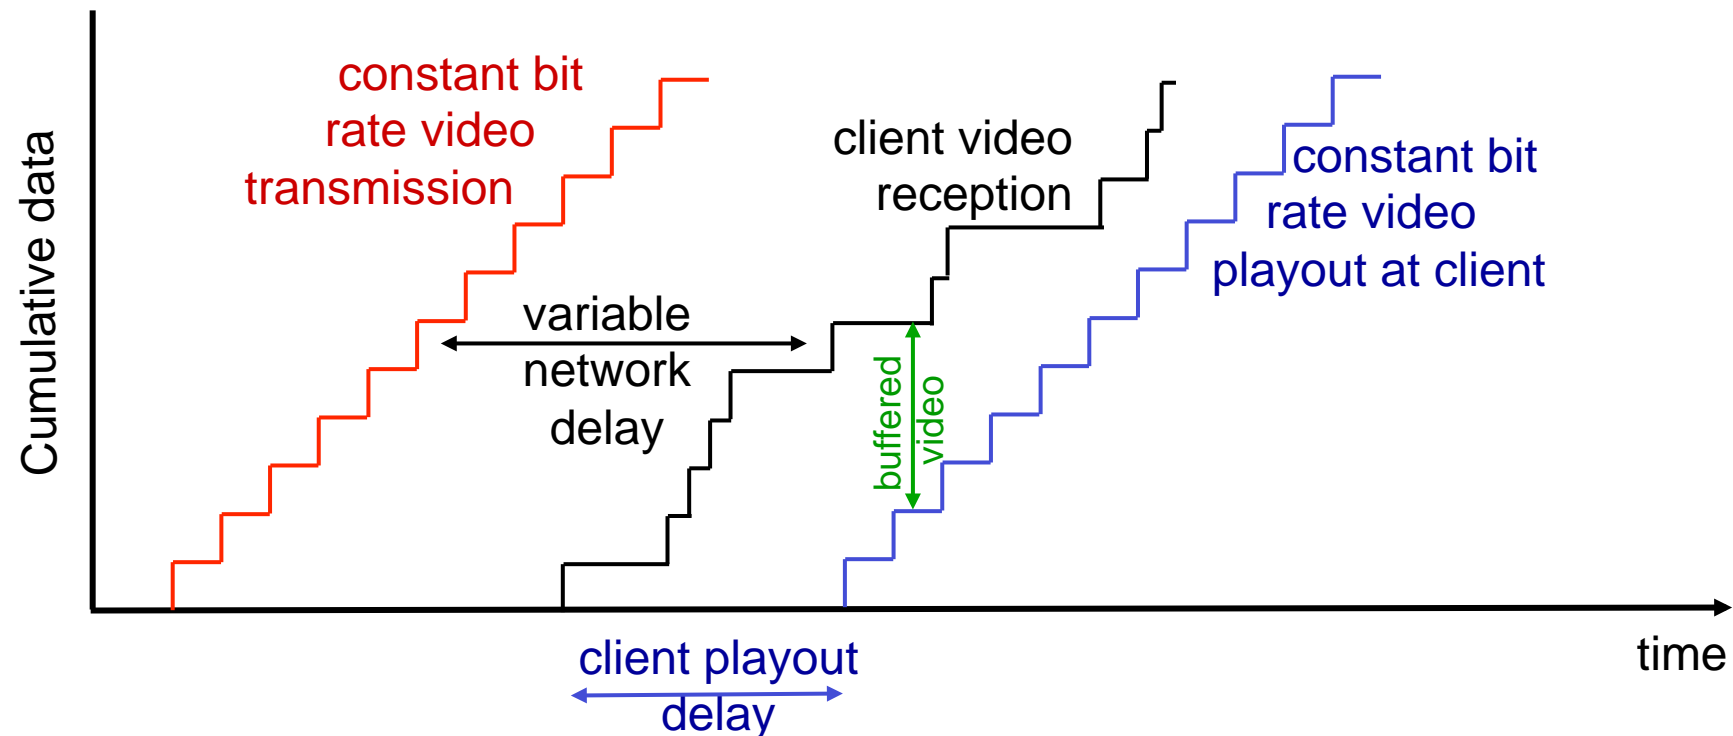 constant bit
rate video
transmission
client video
reception
constant bit
rate video
playout at client
Cumulative data
variable
network
delay
buffered
video
client playout
delay
time